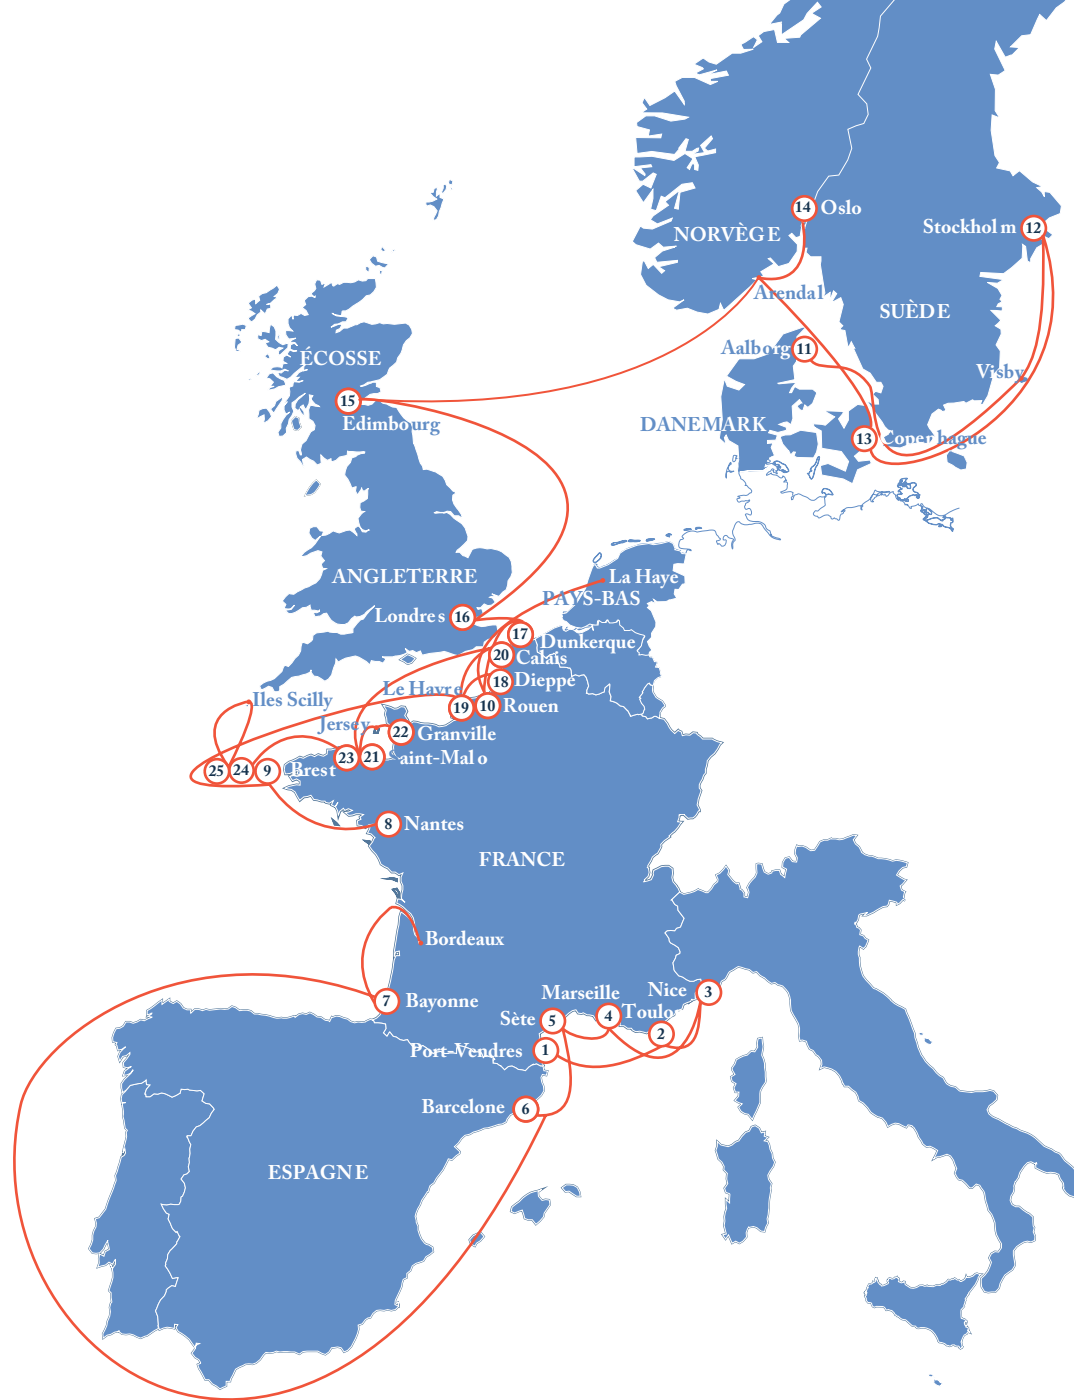 14 Oslo
NORVÈGE
Stockholm 12
Arendal
SUÈDE
Aalborg 11
ÉCOSSE
Visby
15
Edimbourg
DANEMARK
13 Copenhague
ANGLETERRE
La Haye
PAYS-BAS
Londres 16
17
Dunkerque
20 Calais
18 Dieppe
Le Havre
Iles Scilly
19 10 Rouen
Jersey
22 Granville
23 21 aint-Malo
25 24 9 Brest
8 Nantes
FRANCE
Bordeaux
Marseille
Nice 3
7 Bayonne
Sète 5
4 Toulo
2
Port-Vendres 1
Barcelone 6
ESPAGNE